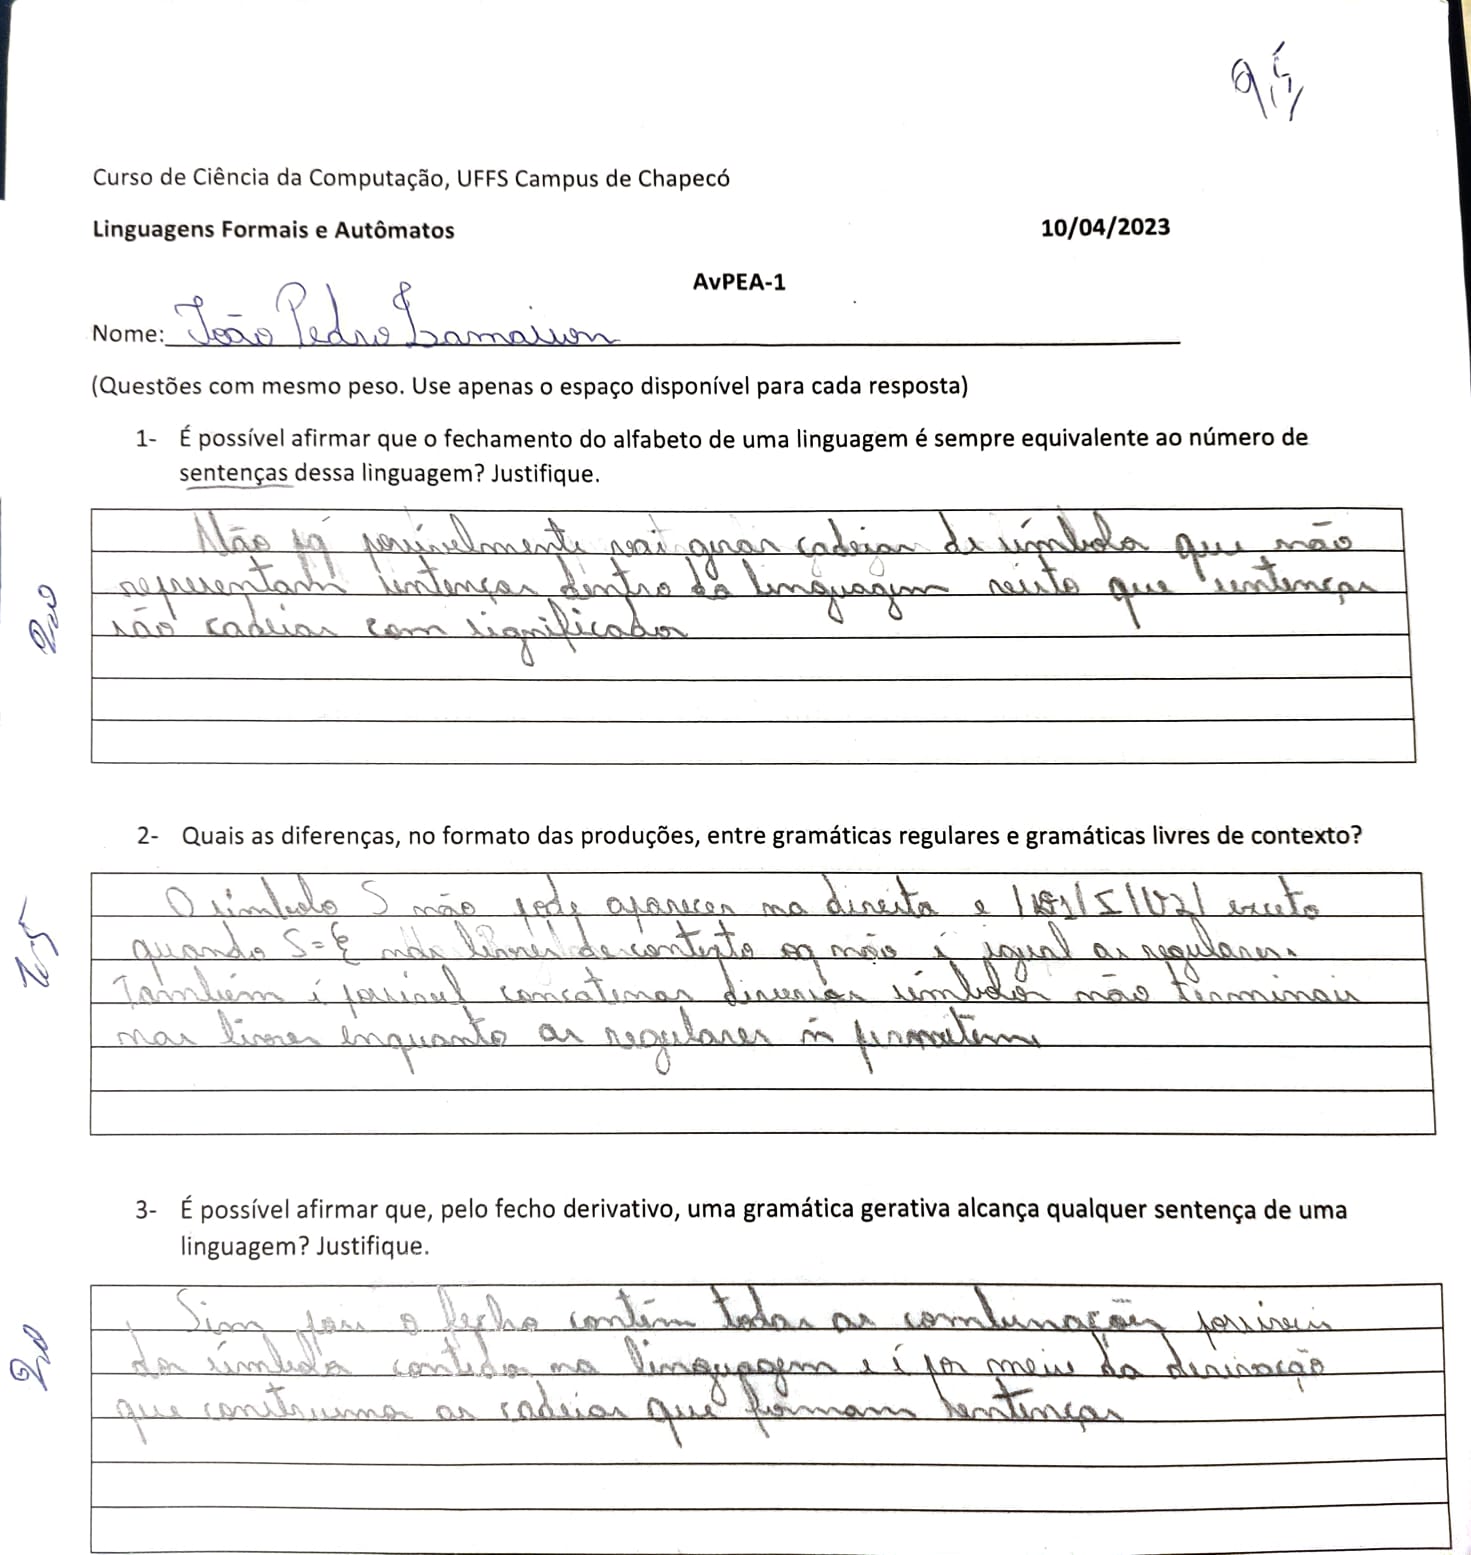 9,5
Curso de Ciência da Computação, UFFS Campus de Chapecó
Linguagens Formais e Autômatos 10/04/2023
AvPEA-1
Nome: João Pedro
(Questões com mesmo peso. Use apenas o espaço disponível para cada resposta)
1- É possível afirmar que o fechamento do alfabeto de uma linguagem é sempre equivalente ao número de
sentenças dessa linguagem? Justifique.
Não pq possivelmente vai gerar cadeias de símbolos que não
representam sentenças dentro da linguagem visto que sentenças
são cadeias com significados
2,0
2- Quais as diferenças, no formato das produções, entre gramáticas regulares e gramáticas livres de contexto?
O símbolo S não pode aparecer na direita e exceto
quando S = ε nas livres de contexto pq não é igual as regulares.
Também é possível concatenar diversos símbolos não terminais
nas livres enquanto as regulares ñ permitem
1,5
3- É possível afirmar que, pelo fecho derivativo, uma gramática gerativa alcança qualquer sentença de uma
linguagem? Justifique.
Sim pois o fecho contém todas as combinações possíveis
dos símbolos contidos na linguagem e é por meio da derivação
que construimos as cadeias que formam sentenças
2,0